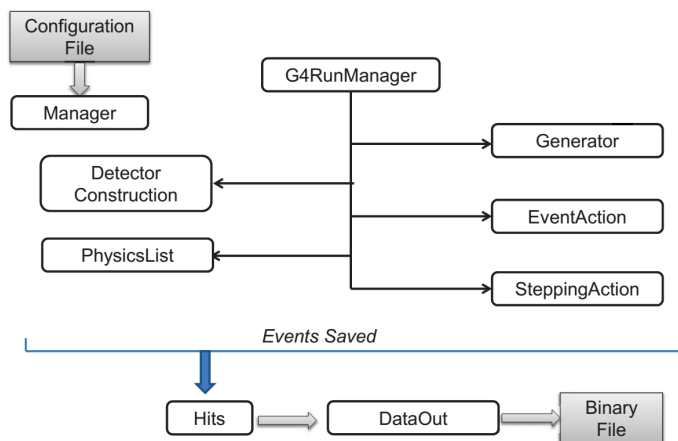 Configuration
File
Manager
G4RunManager
Generator
Detector
Construction
EventAction
PhysicsList
SteppingAction
Events Saved
Hits
DataOut
Binary
File